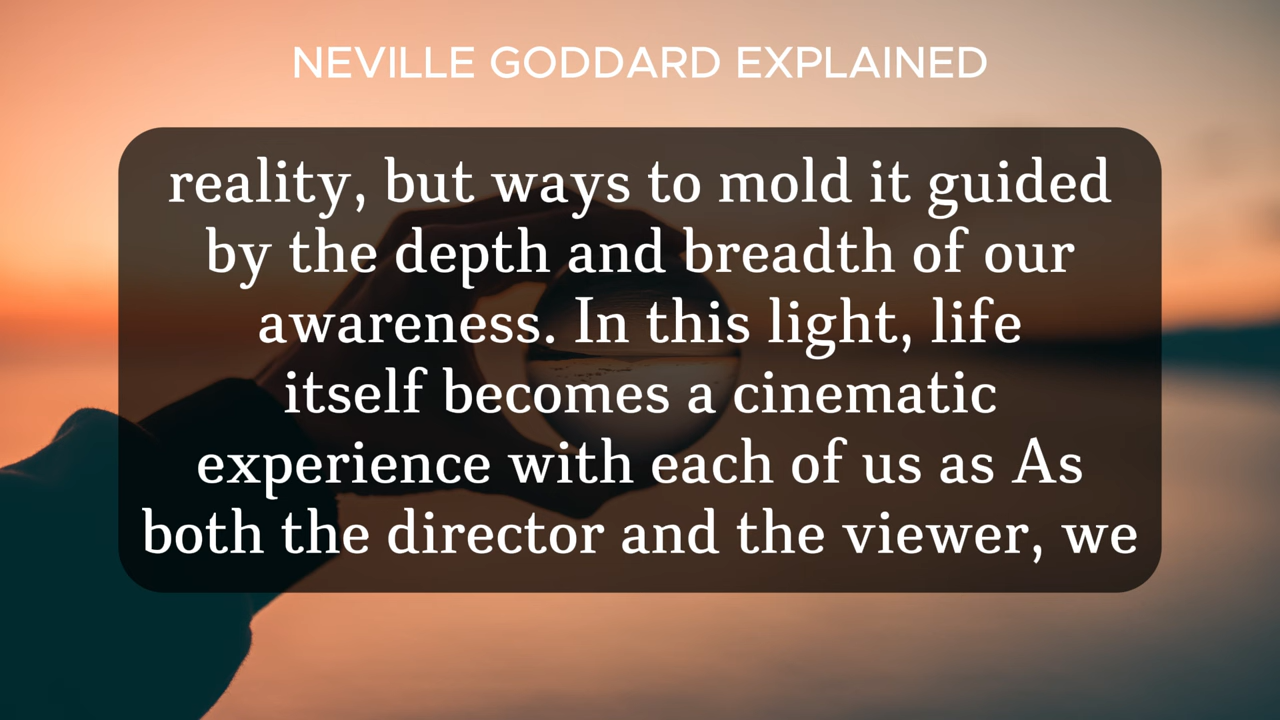 NEVILLE GODDARD EXPLAINED
reality, but ways to mold it guided
by the depth and breadth of our
awareness. In this light, life
itself becomes a cinematic
experience with each of us as As
both the director and the viewer, we